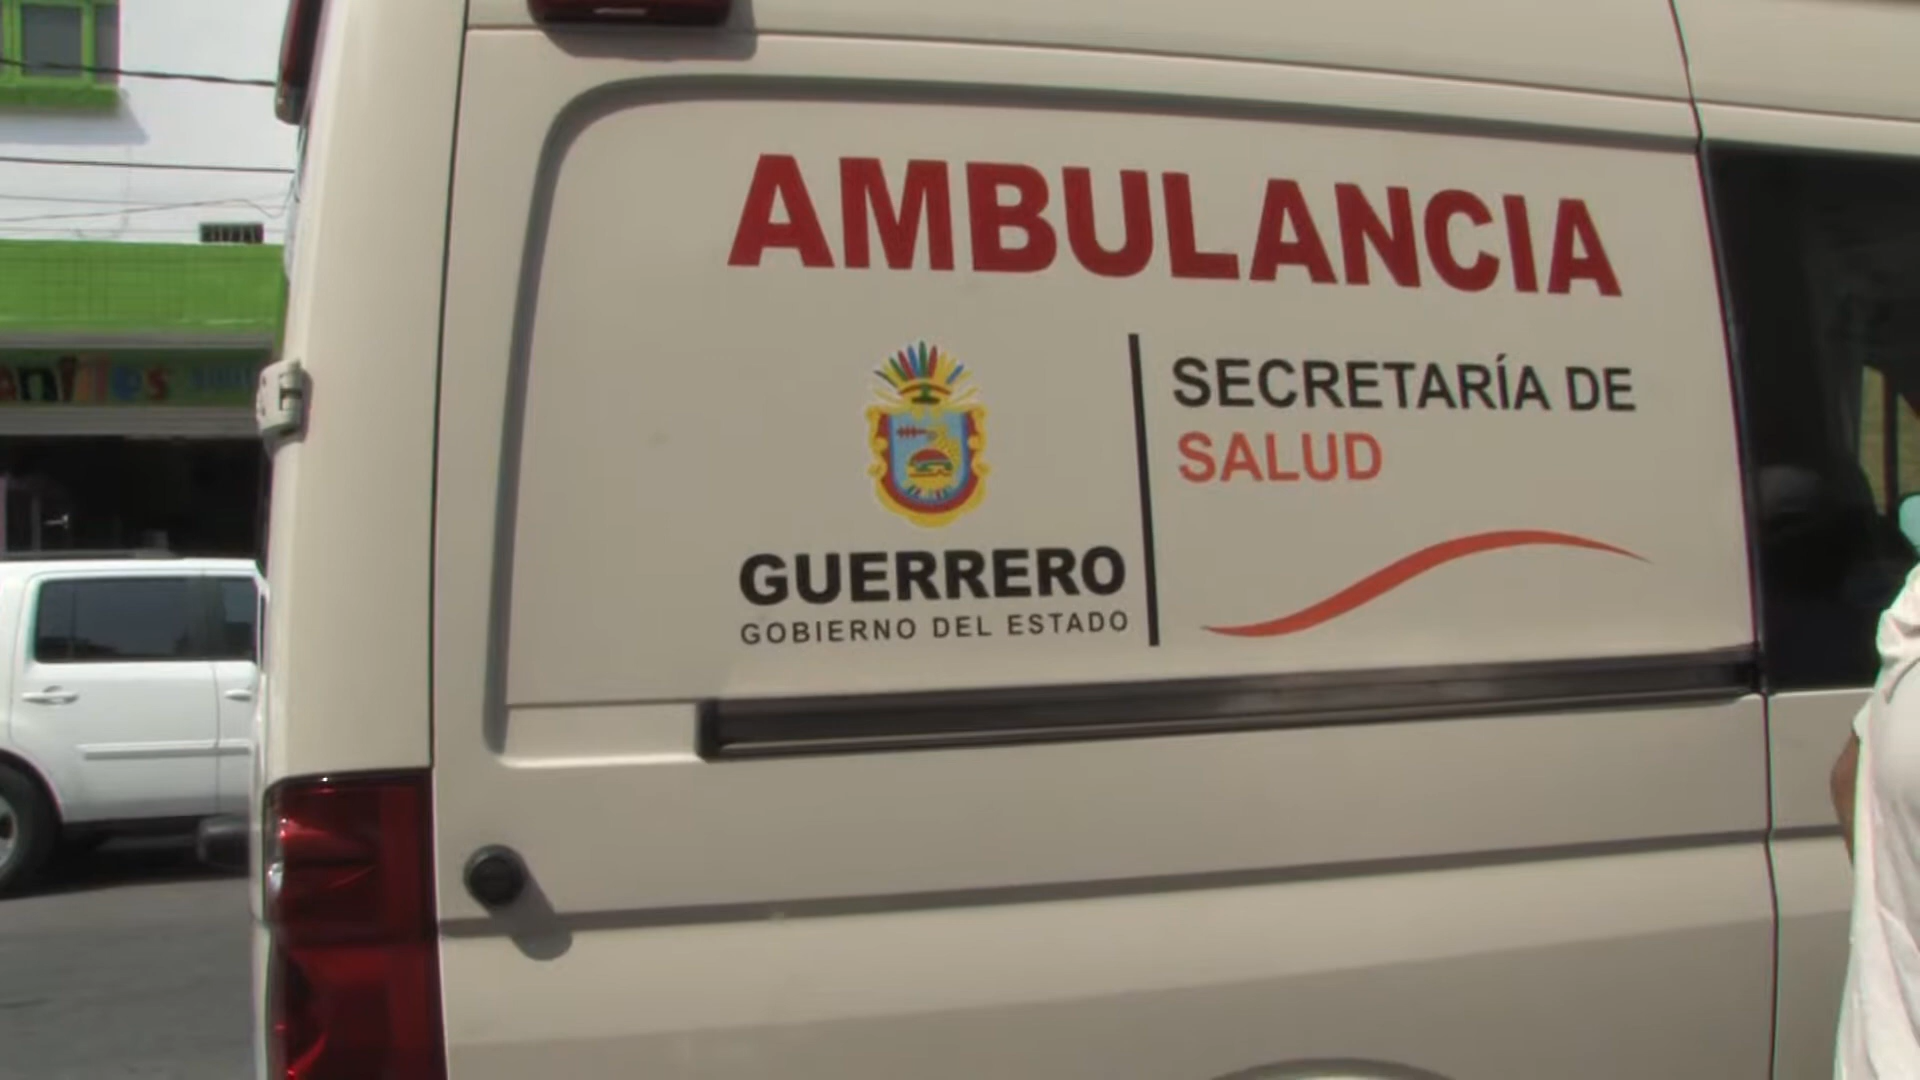 AMBULANCIA
GUERRERO
GOBIERNO DEL ESTADO
SECRETARÍA DE
SALUD